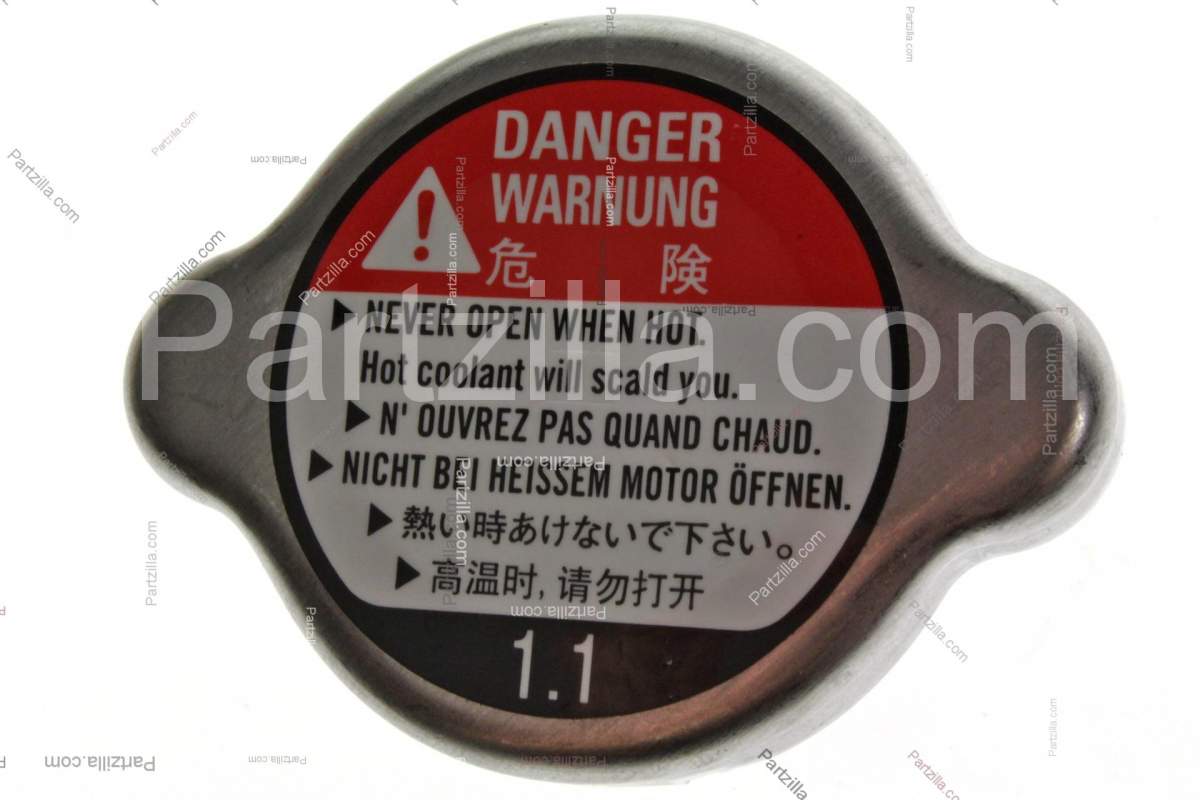 DANGER
WARNUNG
危 険
NEVER OPEN WHEN HOT.
Hot coolant will scald you.
N' OUVREZ PAS QUAND CHAUD.
NICHT BEI HEISSEM MOTOR ÖFFNEN.
熱い時あけないで下さい。
高温时, 请勿打开
1.1
Partzilla.com